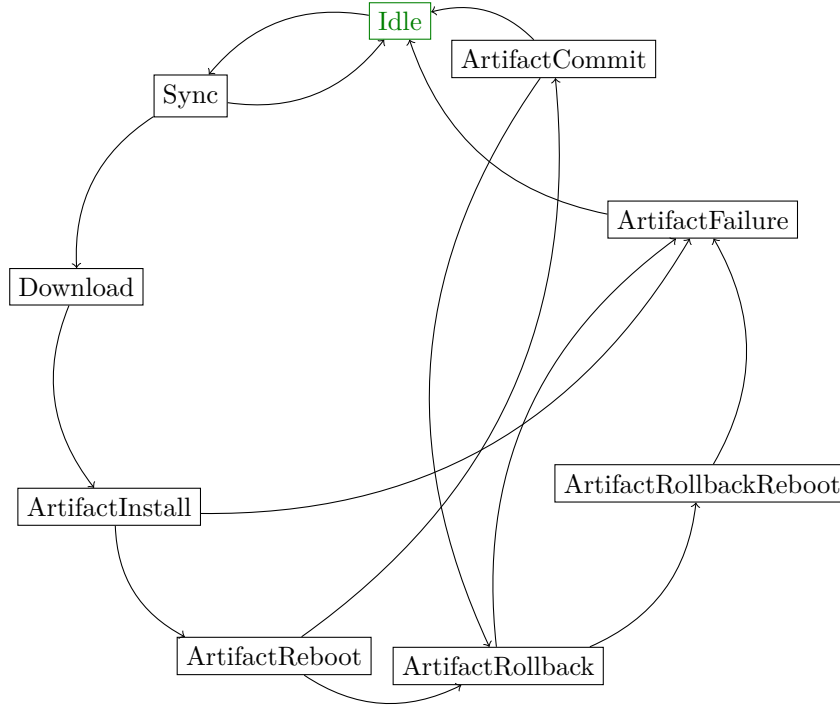 Idle
ArtifactCommit
Sync
ArtifactFailure
Download
ArtifactRollbackReboot
ArtifactInstall
ArtifactReboot
ArtifactRollback